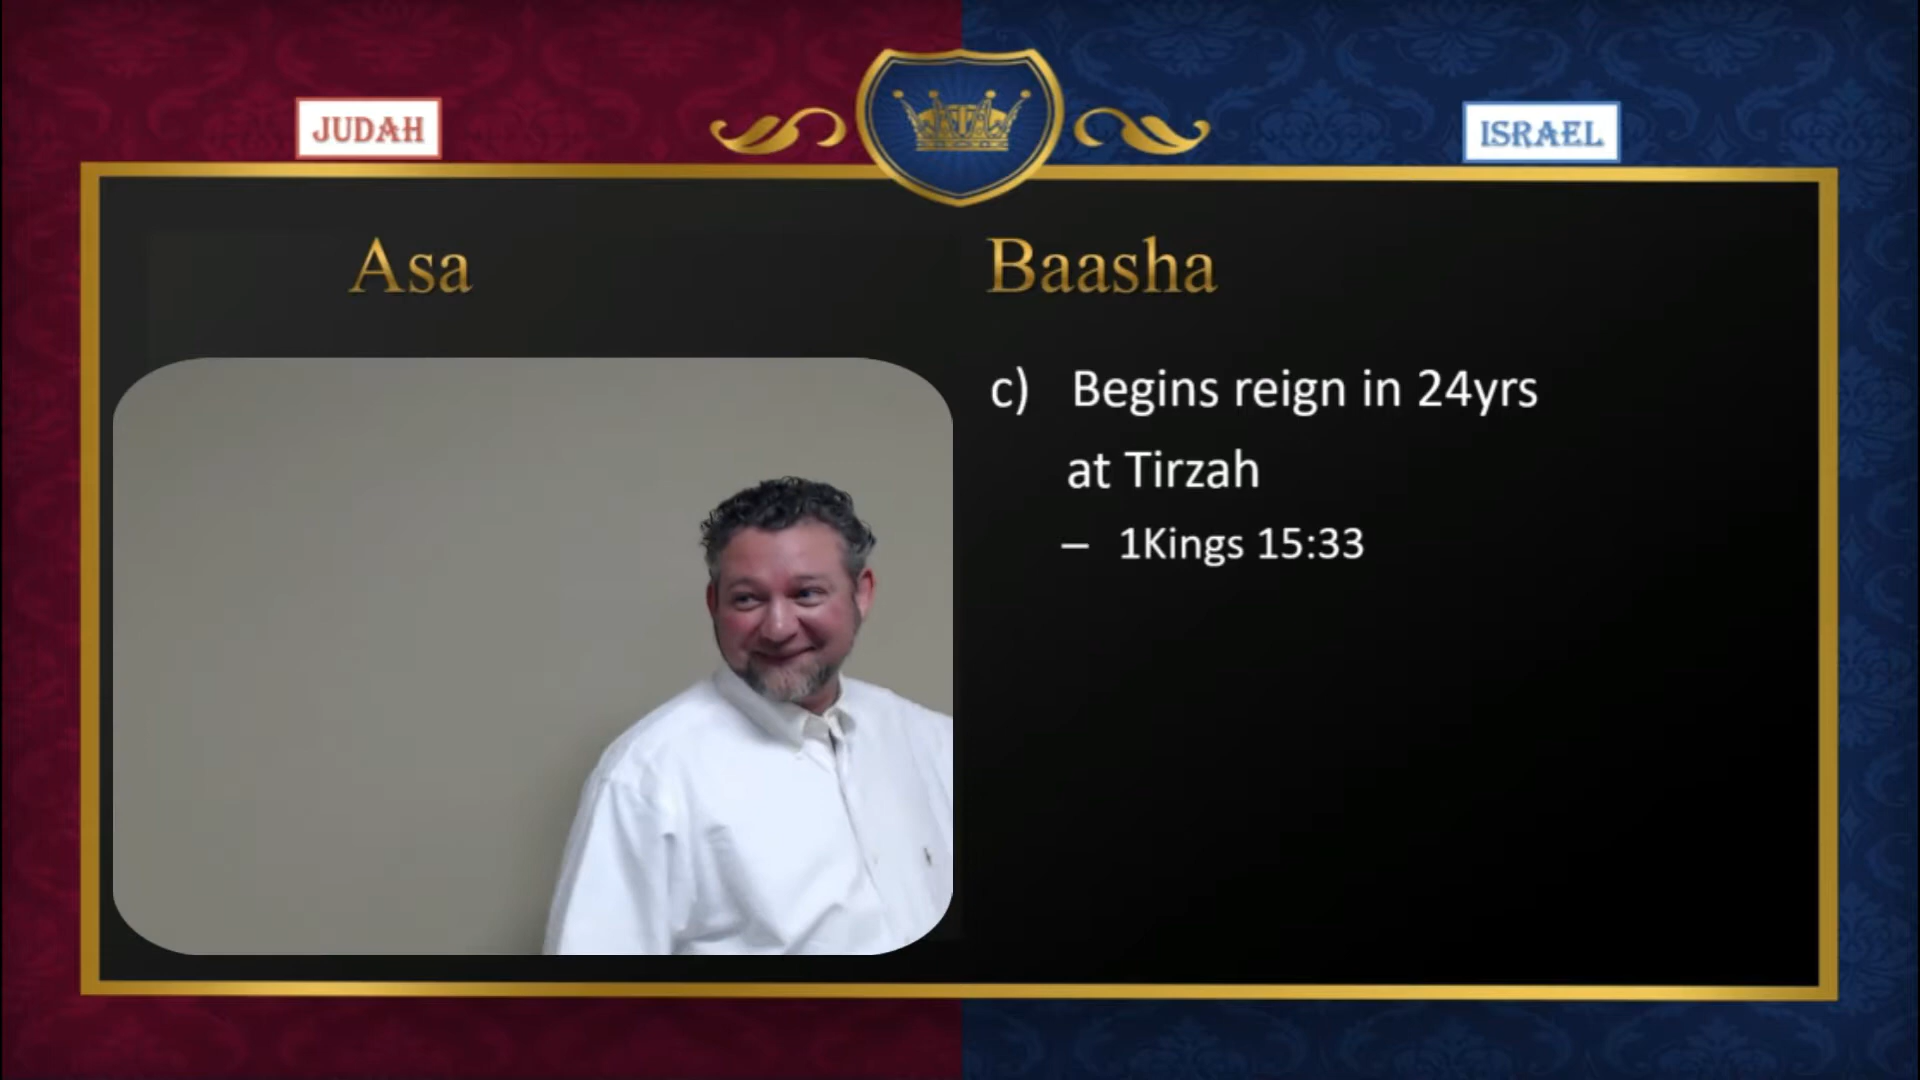 JUDAH
ISRAEL
Asa
Baasha
c) Begins reign in 24yrs
at Tirzah
– 1Kings 15:33